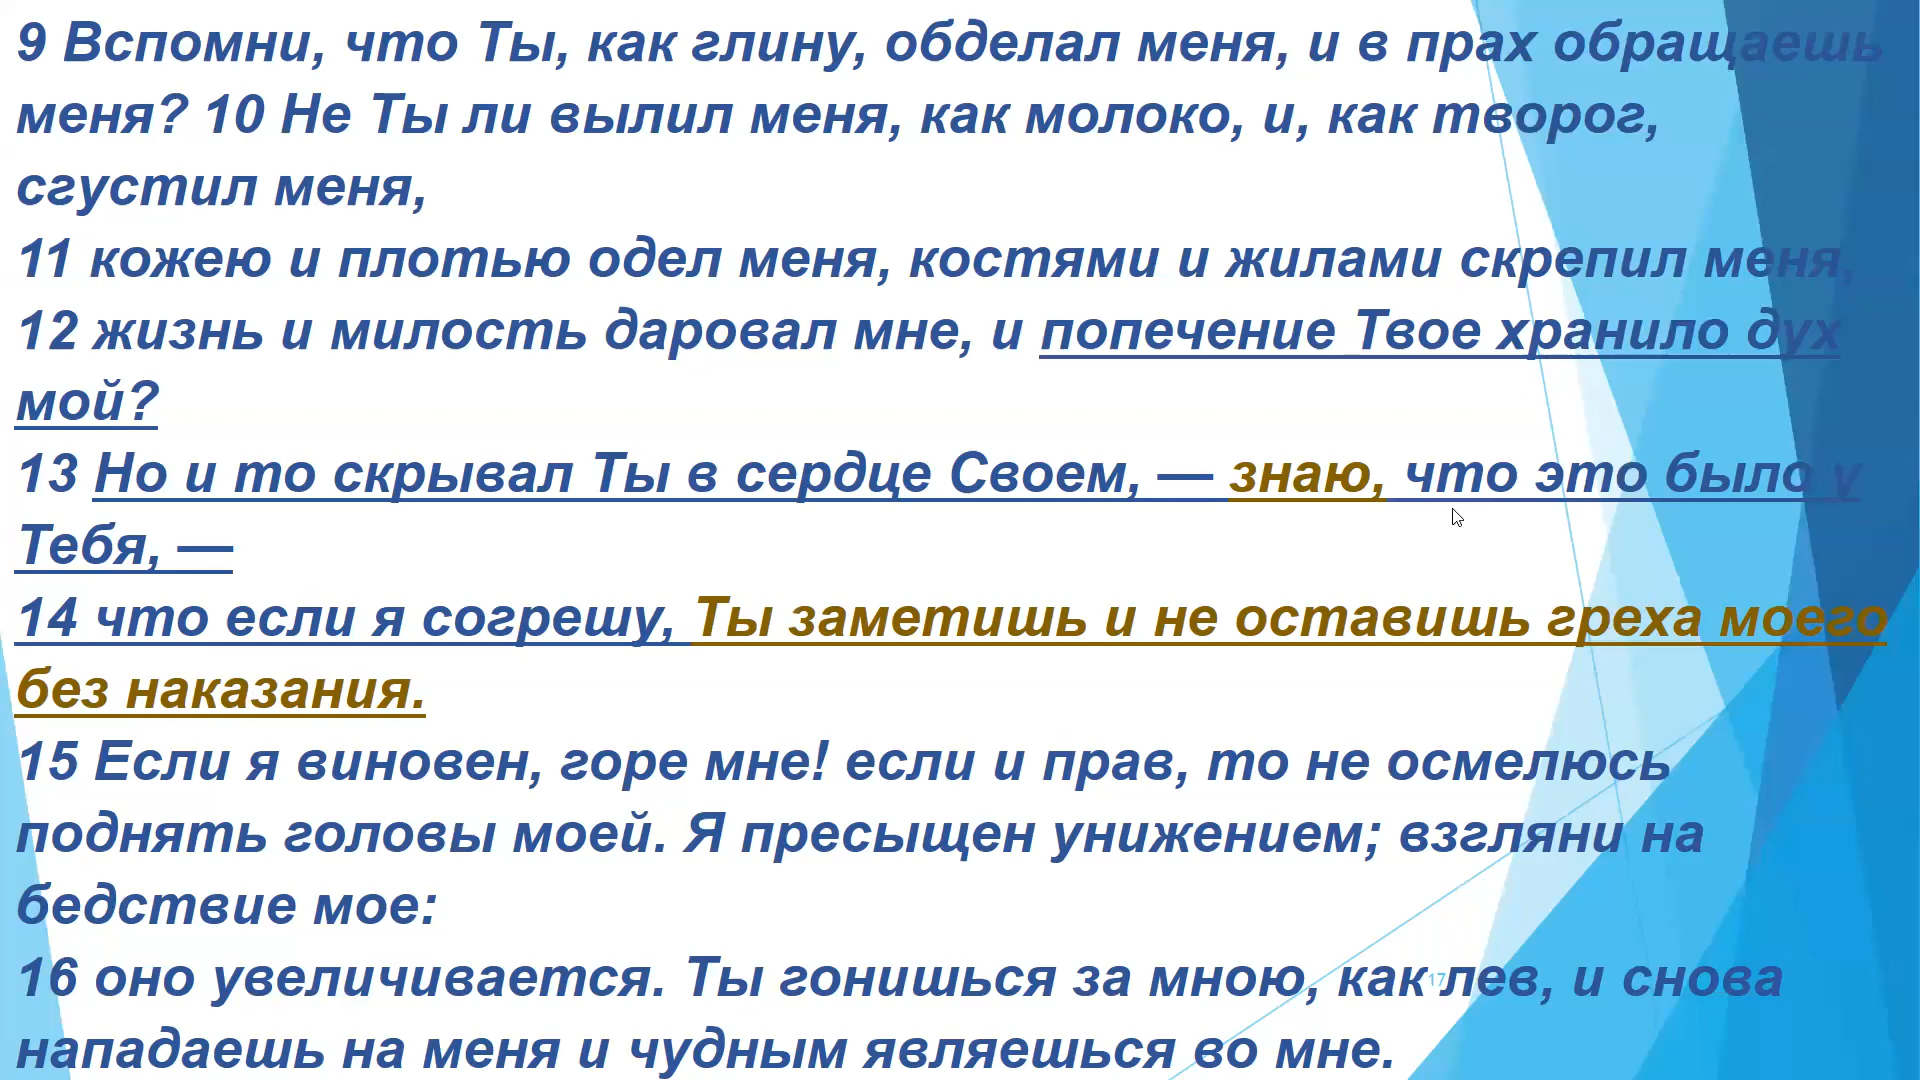 9 Вспомни, что Ты, как глину, обделал меня, и в прах обращаешь
меня? 10 Не Ты ли вылил меня, как молоко, и, как творог,
сгустил меня,
11 кожею и плотью одел меня, костями и жилами скрепил меня,
12 жизнь и милость даровал мне, и попечение Твое хранило дух
мой?
13 Но и то скрывал Ты в сердце Своем, — знаю, что это было у
Тебя, —
14 что если я согрешу, Ты заметишь и не оставишь греха моего
без наказания.
15 Если я виновен, горе мне! если и прав, то не осмелюсь
поднять головы моей. Я пресыщен унижением; взгляни на
бедствие мое:
16 оно увеличивается. Ты гонишься за мною, как лев, и снова
нападаешь на меня и чудным являешься во мне.
17